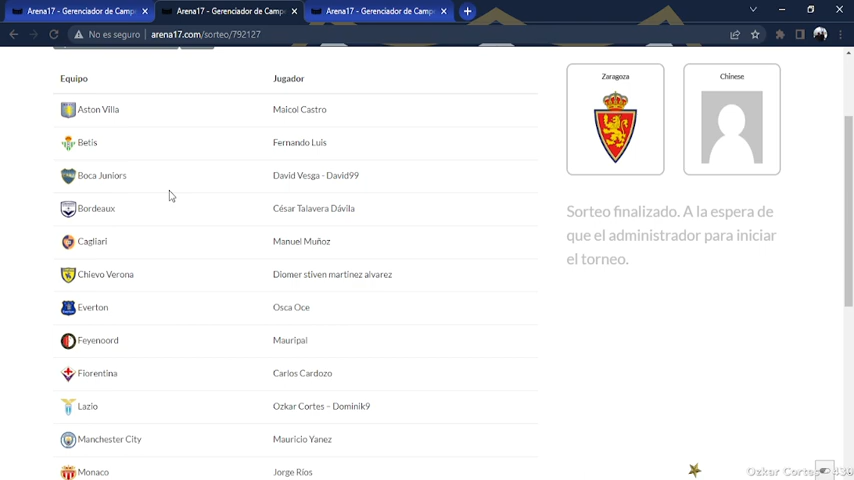 Arena17 - Gerenciador de Camp
Arena17 - Gerenciador de Camp
Arena17 - Gerenciador de Camp
No es seguro | arena17.com/sorteo/792127
Equipo Jugador
Aston Villa Maicol Castro
Betis Fernando Luis
Boca Juniors David Vesga - David99
Bordeaux César Talavera Dávila
Cagliari Manuel Muñoz
Chievo Verona Diomer stiven martinez alvarez
Everton Osca Oce
Feyenoord Mauripal
Fiorentina Carlos Cardozo
Lazio Ozkar Cortes – Dominik9
Manchester City Mauricio Yanez
Monaco Jorge Ríos
Zaragoza
Chinese
Sorteo finalizado. A la espera de
que el administrador para iniciar
el torneo.
Ozkar Cortes